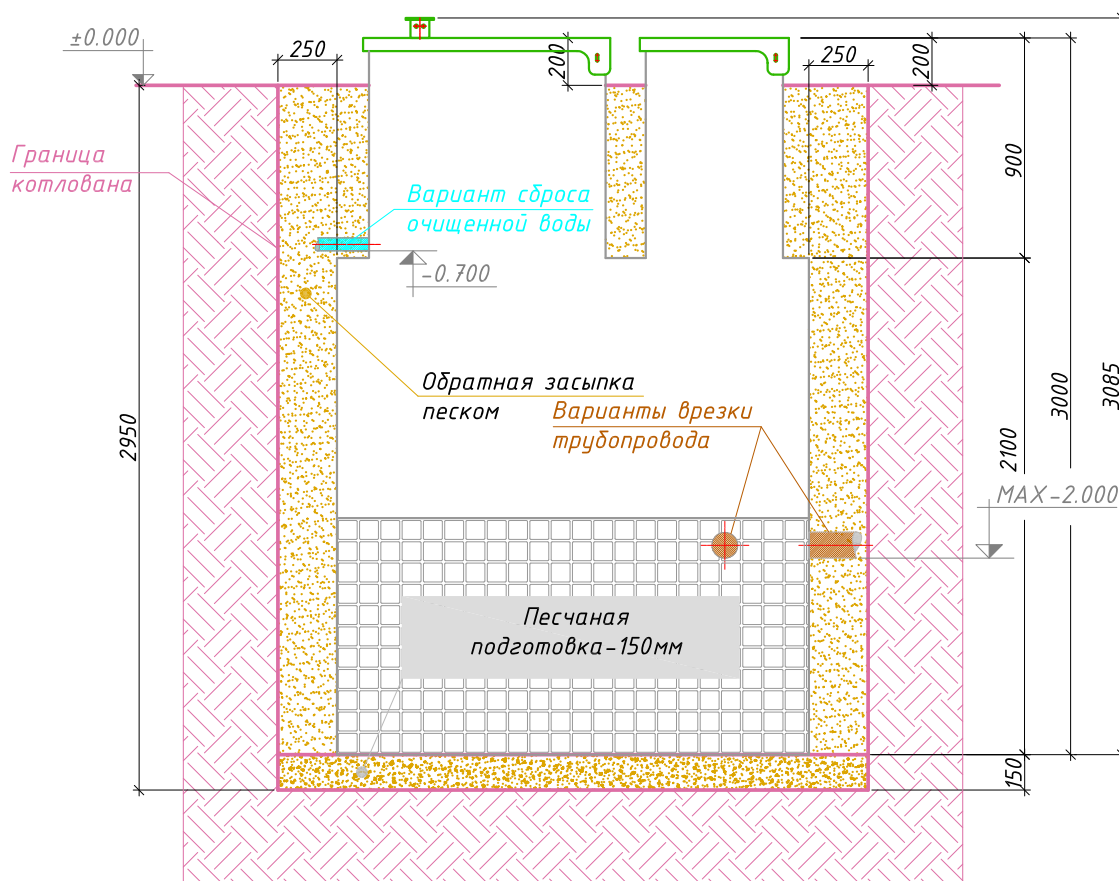 ±0.000
250
200
250
200
Граница
котлована
900
Вариант сброса
очищенной воды
-0.700
Обратная засыпка
песком
Варианты врезки
трубопровода
2950
2100
3000
3085
MAX-2.000
Песчаная
подготовка-150мм
150